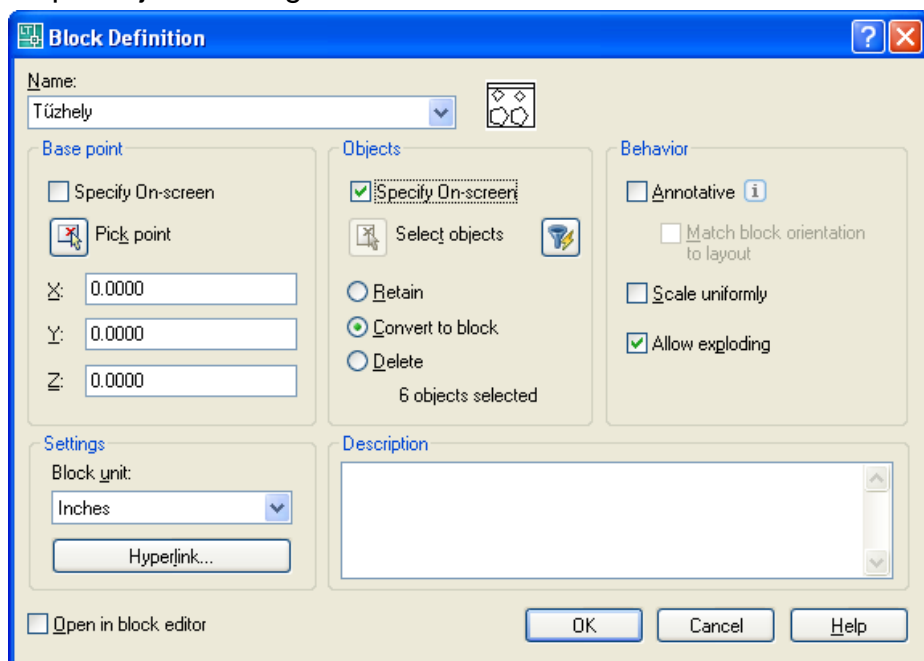 Block Definition
Name:
Tűzhely
Base point
Specify On-screen
Pick point
X: 0.0000
Y: 0.0000
Z: 0.0000
Objects
Specify On-screen
Select objects
Retain
Convert to block
Delete
6 objects selected
Behavior
Annotative
Match block orientation
to layout
Scale uniformly
Allow exploding
Settings
Block unit:
Inches
Hyperlink...
Description
Open in block editor
OK
Cancel
Help